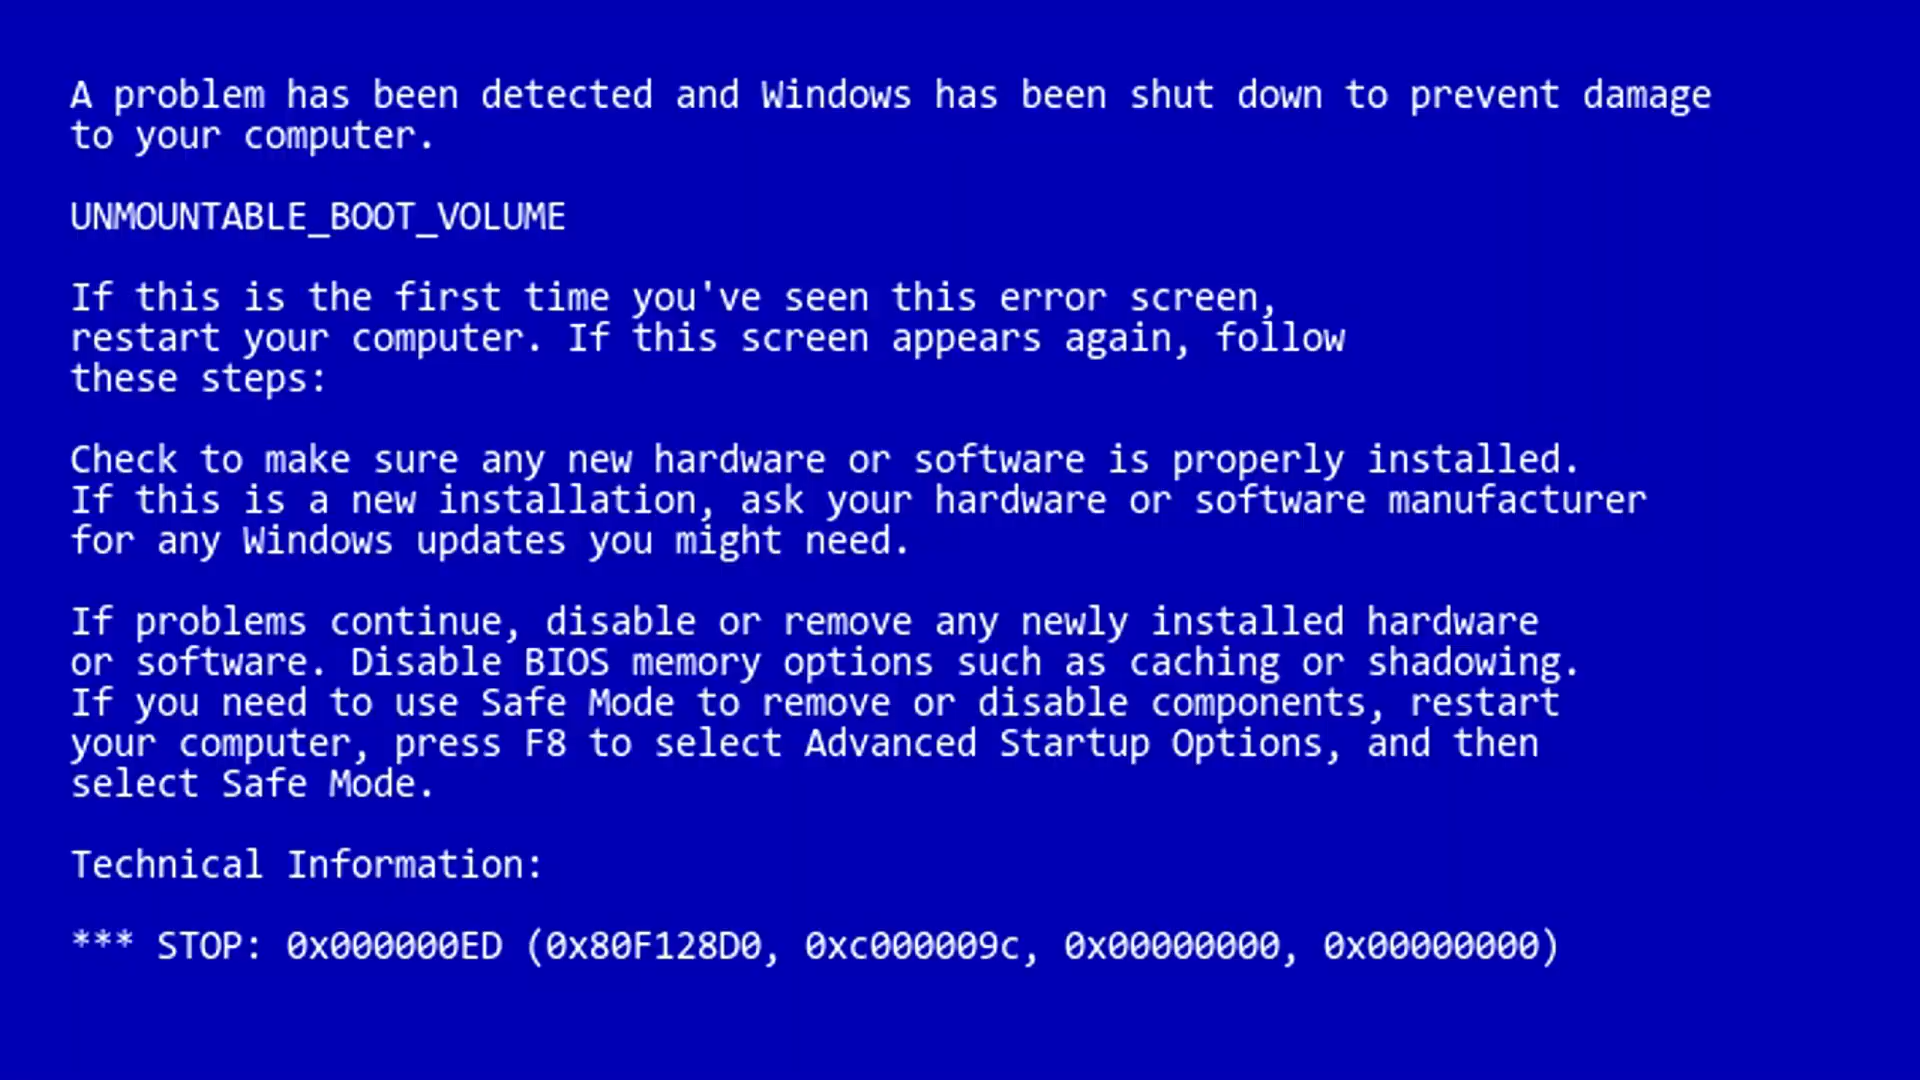 A problem has been detected and Windows has been shut down to prevent damage
to your computer.
UNMOUNTABLE_BOOT_VOLUME
If this is the first time you've seen this error screen,
restart your computer. If this screen appears again, follow
these steps:
Check to make sure any new hardware or software is properly installed.
If this is a new installation, ask your hardware or software manufacturer
for any Windows updates you might need.
If problems continue, disable or remove any newly installed hardware
or software. Disable BIOS memory options such as caching or shadowing.
If you need to use Safe Mode to remove or disable components, restart
your computer, press F8 to select Advanced Startup Options, and then
select Safe Mode.
Technical Information:
*** STOP: 0x000000ED (0x80F128D0, 0xc000009c, 0x00000000, 0x00000000)